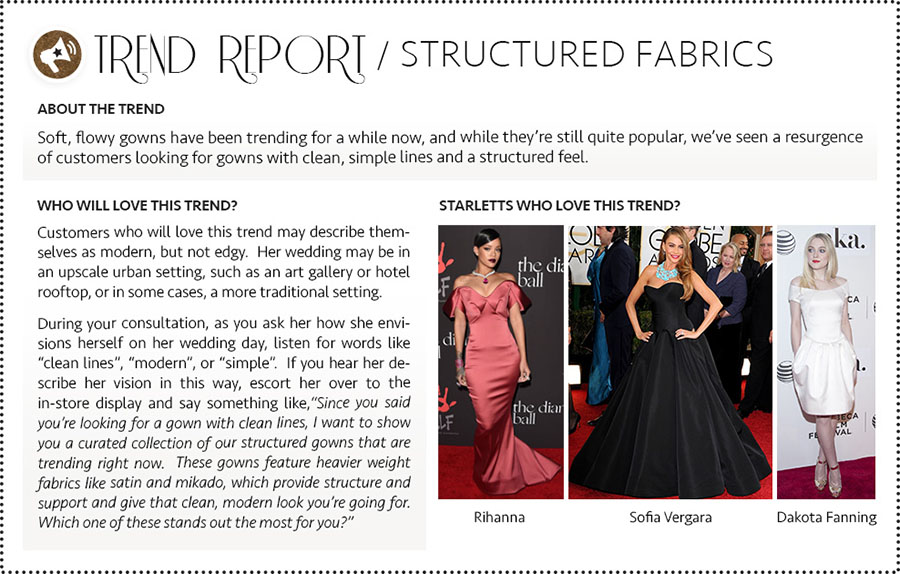 TREND REPORT / STRUCTURED FABRICS
ABOUT THE TREND
Soft, flowy gowns have been trending for a while now, and while they're still quite popular, we've seen a resurgence
of customers looking for gowns with clean, simple lines and a structured feel.
WHO WILL LOVE THIS TREND?
Customers who will love this trend may describe them-
selves as modern, but not edgy. Her wedding may be in
an upscale urban setting, such as an art gallery or hotel
rooftop, or in some cases, a more traditional setting.
During your consultation, as you ask her how she envi-
sions herself on her wedding day, listen for words like
"clean lines", "modern", or "simple". If you hear her de-
scribe her vision in this way, escort her over to the
in-store display and say something like,"Since you said
you're looking for a gown with clean lines, I want to show
you a curated collection of our structured gowns that are
trending right now. These gowns feature heavier weight
fabrics like satin and mikado, which provide structure and
support and give that clean, modern look you're going for.
Which one of these stands out the most for you?"
STARLETTS WHO LOVE THIS TREND?
the dia
ball
the diar
ball
GLOBE
AWARDS
ka.
FILM
FESTIVAL
Rihanna
Sofia Vergara
Dakota Fanning